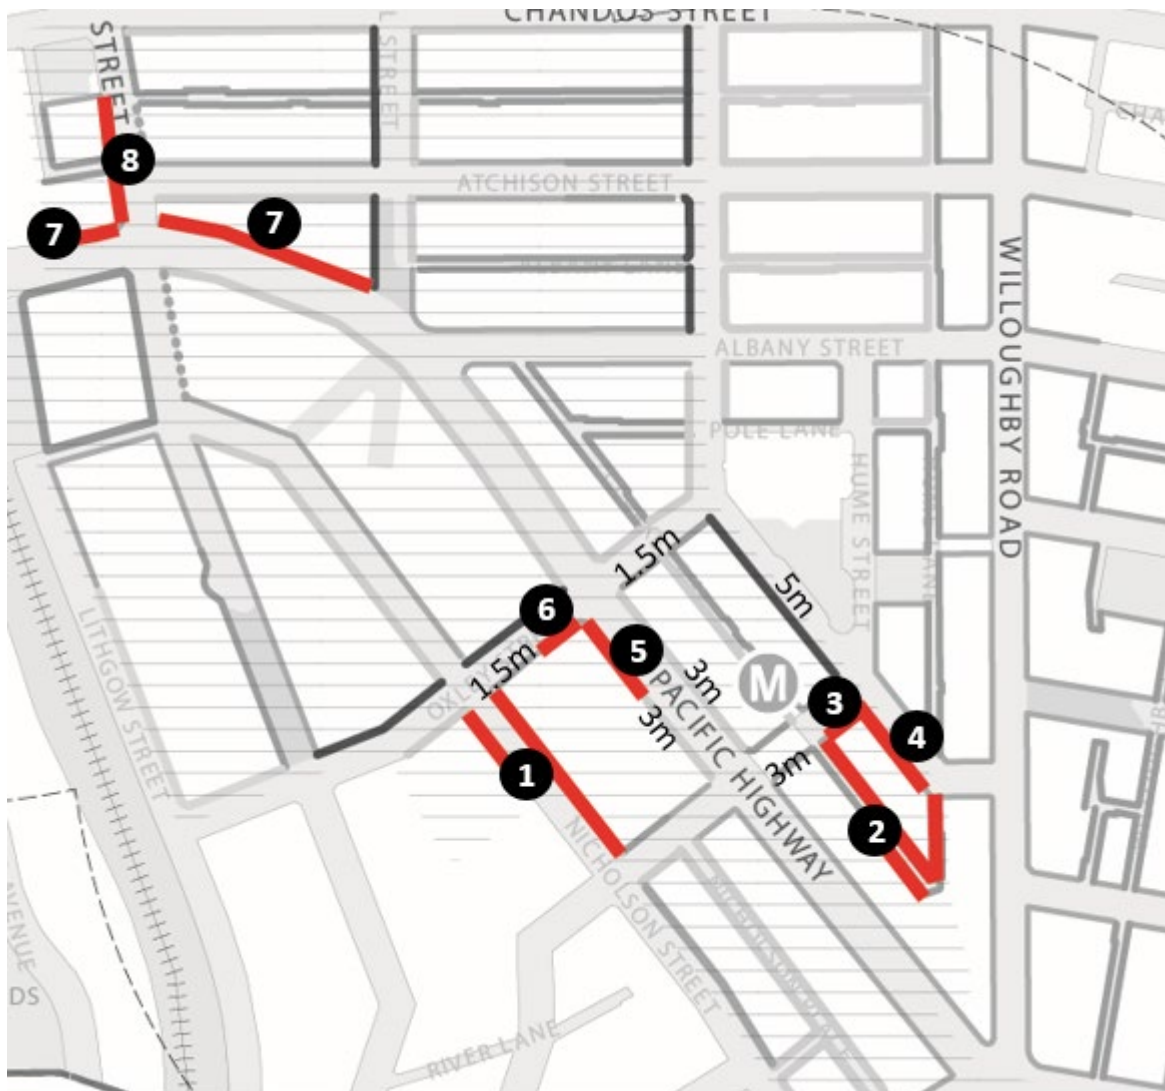 CHANDOS STREET
STREET
STREET
8
ATCHISON STREET
7
7
ALBANY LANE
WILLOUGHBY ROAD
ALBANY STREET
POLE LANE
HUME STREET
1.5m
5m
LITHGOW STREET
6
5
1.5m
3m
M
3
PACIFIC HIGHWAY
3m
4
3m
1
2
NICHOLSON STREET
AVENUE
DS
RIVER LANE